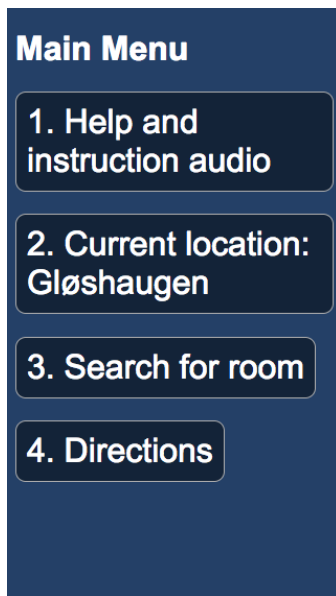 Main Menu
1. Help and
instruction audio
2. Current location:
Gløshaugen
3. Search for room
4. Directions